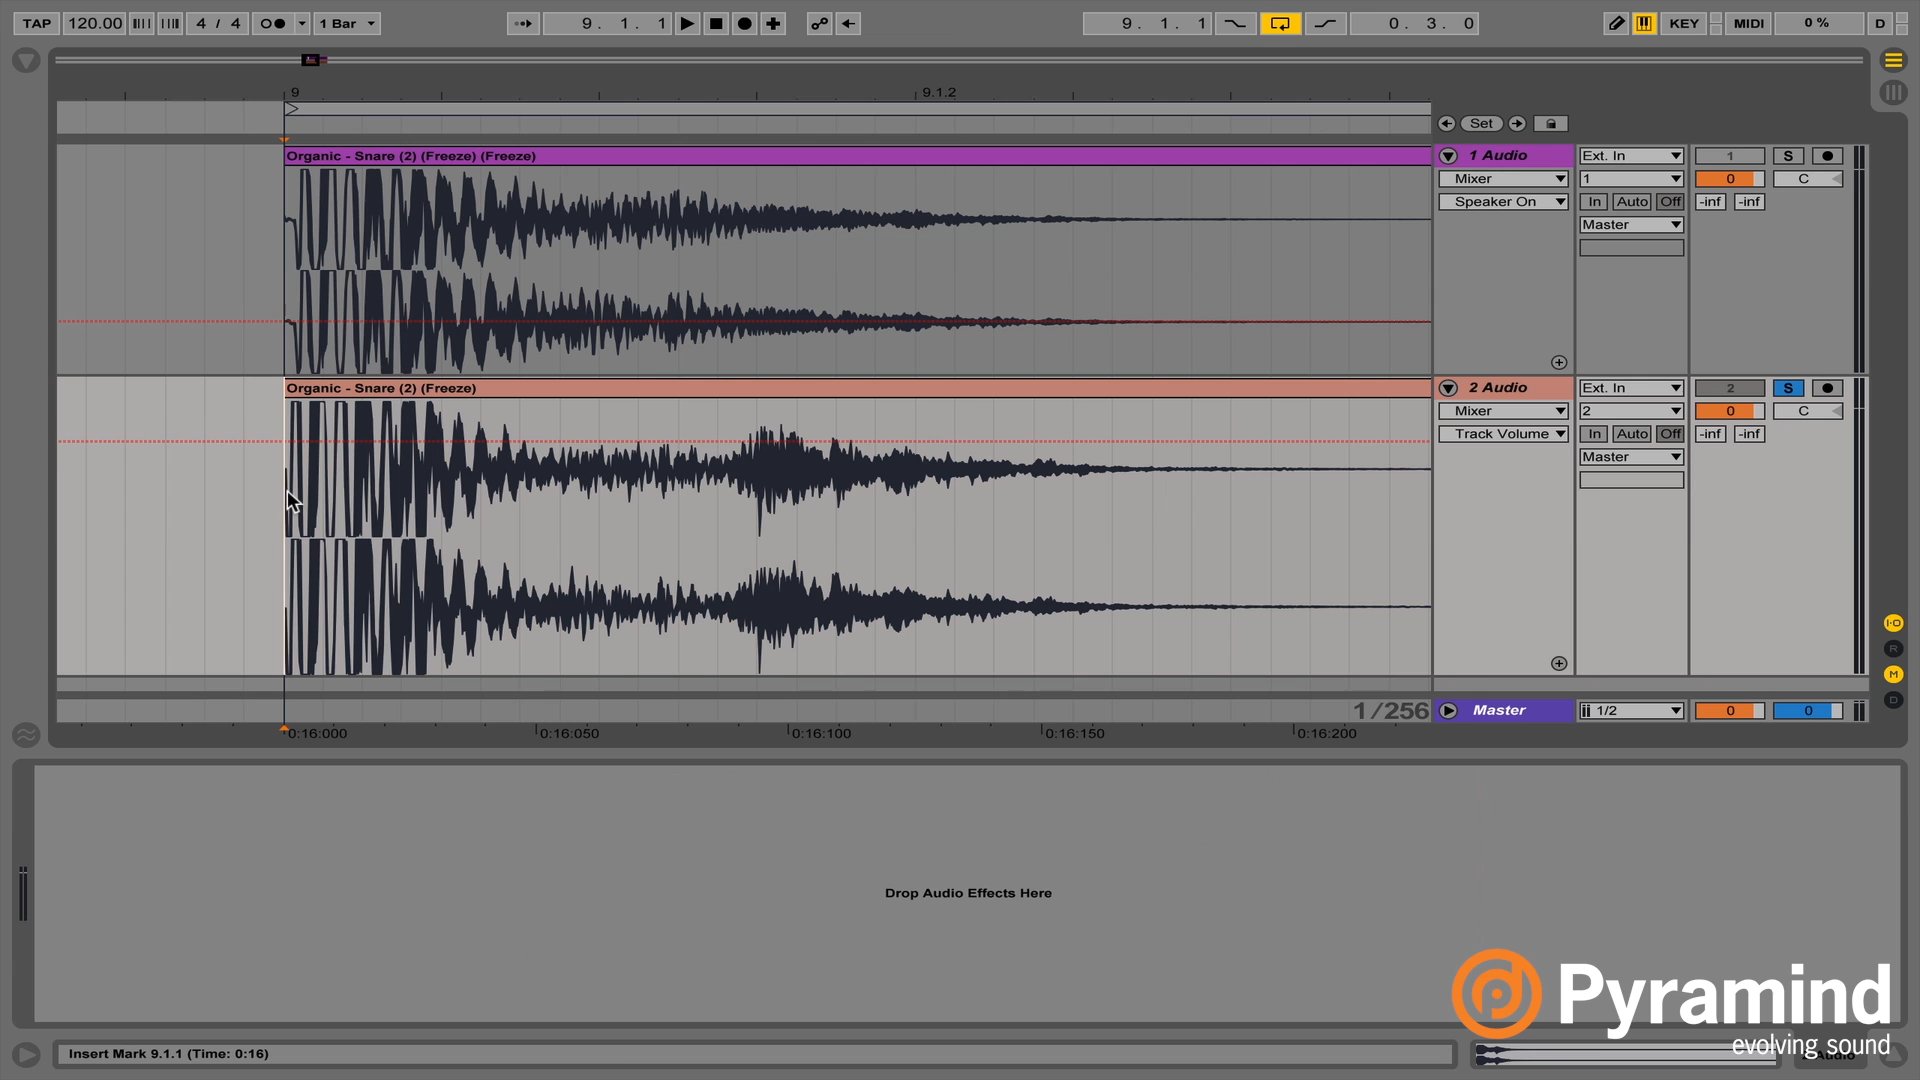 TAP 120.00 4 / 4 1 Bar 9. 1. 1 9. 1. 1 0. 3. 0 KEY MIDI 0 % D
9 9.1.2
Set
Organic - Snare (2) (Freeze) (Freeze) 1 Audio Ext. In 1 S
Mixer 1 0 C
Speaker On In Auto Off -inf -inf
Master
Organic - Snare (2) (Freeze) 2 Audio Ext. In 2 S
Mixer 2 0 C
Track Volume In Auto Off -inf -inf
Master
I·O
R
M
D
1/256 Master 1/2 0 0
0:16:000 0:16:050 0:16:100 0:16:150 0:16:200
Drop Audio Effects Here
Pyramind
evolving sound
Insert Mark 9.1.1 (Time: 0:16)